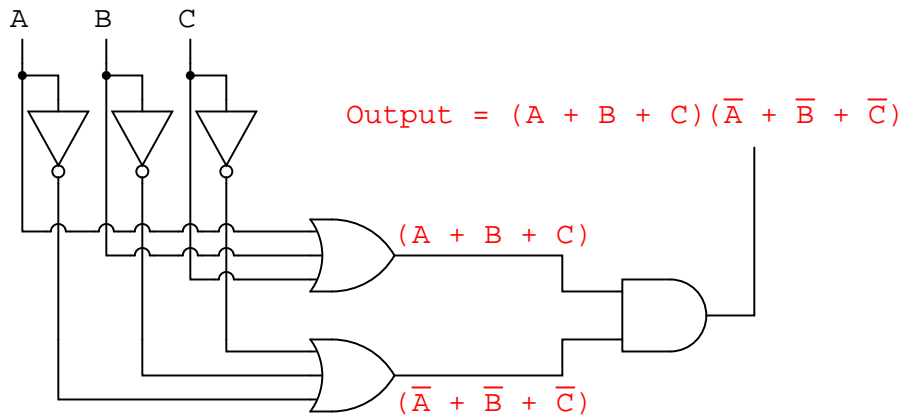 A B C
Output = (A + B + C)(A̅ + B̅ + C̅)
(A + B + C)
(A̅ + B̅ + C̅)